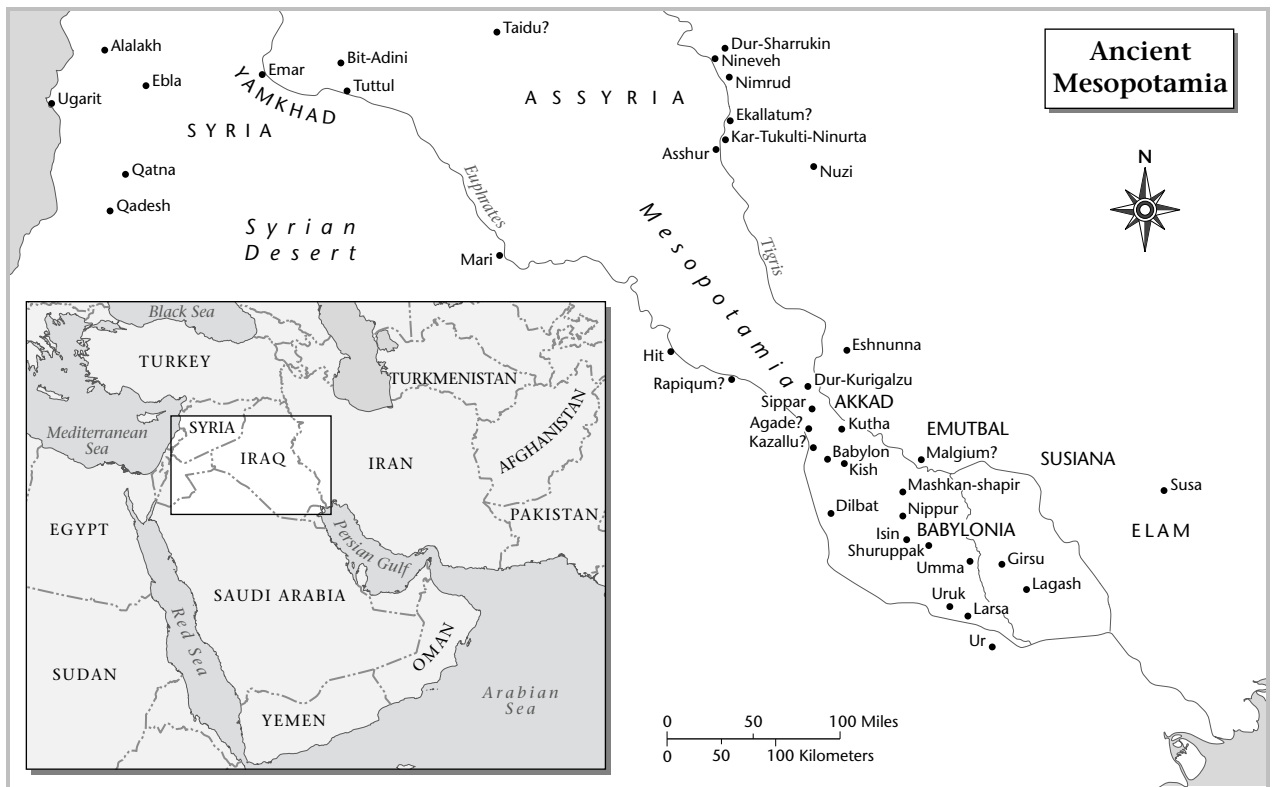 Ancient
Mesopotamia
N
Taidu?
Alalakh
Ebla
Ugarit
Emar
Bit-Adini
Tuttul
YAMKHAD
SYRIA
ASSYRIA
Dur-Sharrukin
Nineveh
Nimrud
Ekallatum?
Kar-Tukulti-Ninurta
Asshur
Nuzi
Qatna
Qadesh
Syrian
Desert
Euphrates
Mari
Mesopotamia
Tigris
Hit
Rapiqum?
Eshnunna
Dur-Kurigalzu
Sippar
AKKAD
Agade?
Kutha
Kazallu?
Babylon
Kish
EMUTBAL
Malgium?
SUSIANA
Susa
ELAM
Mashkan-shapir
Dilbat
Nippur
Isin
BABYLONIA
Shuruppak
Umma
Girsu
Lagash
Uruk
Larsa
Ur
0 50 100 Miles
0 50 100 Kilometers
Black Sea
TURKEY
TURKMENISTAN
Mediterranean
Sea
SYRIA
IRAQ
IRAN
AFGHANISTAN
PAKISTAN
EGYPT
Persian Gulf
SAUDI ARABIA
Red Sea
OMAN
SUDAN
YEMEN
Arabian
Sea